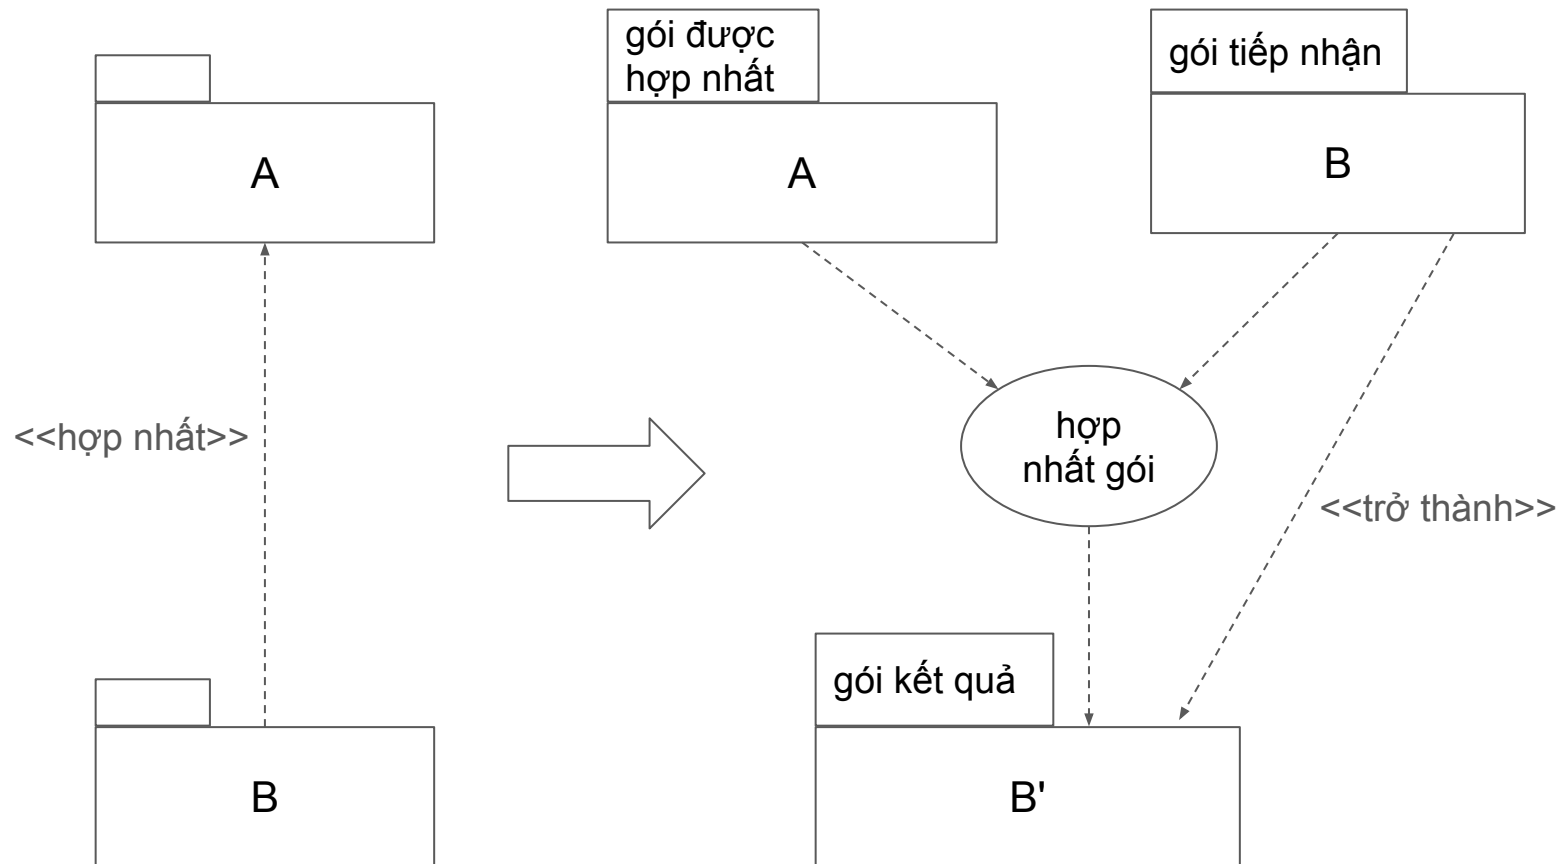 A
<<hợp nhất>>
B
gói được
hợp nhất
A
gói tiếp nhận
B
hợp
nhất gói
<<trở thành>>
gói kết quả
B'